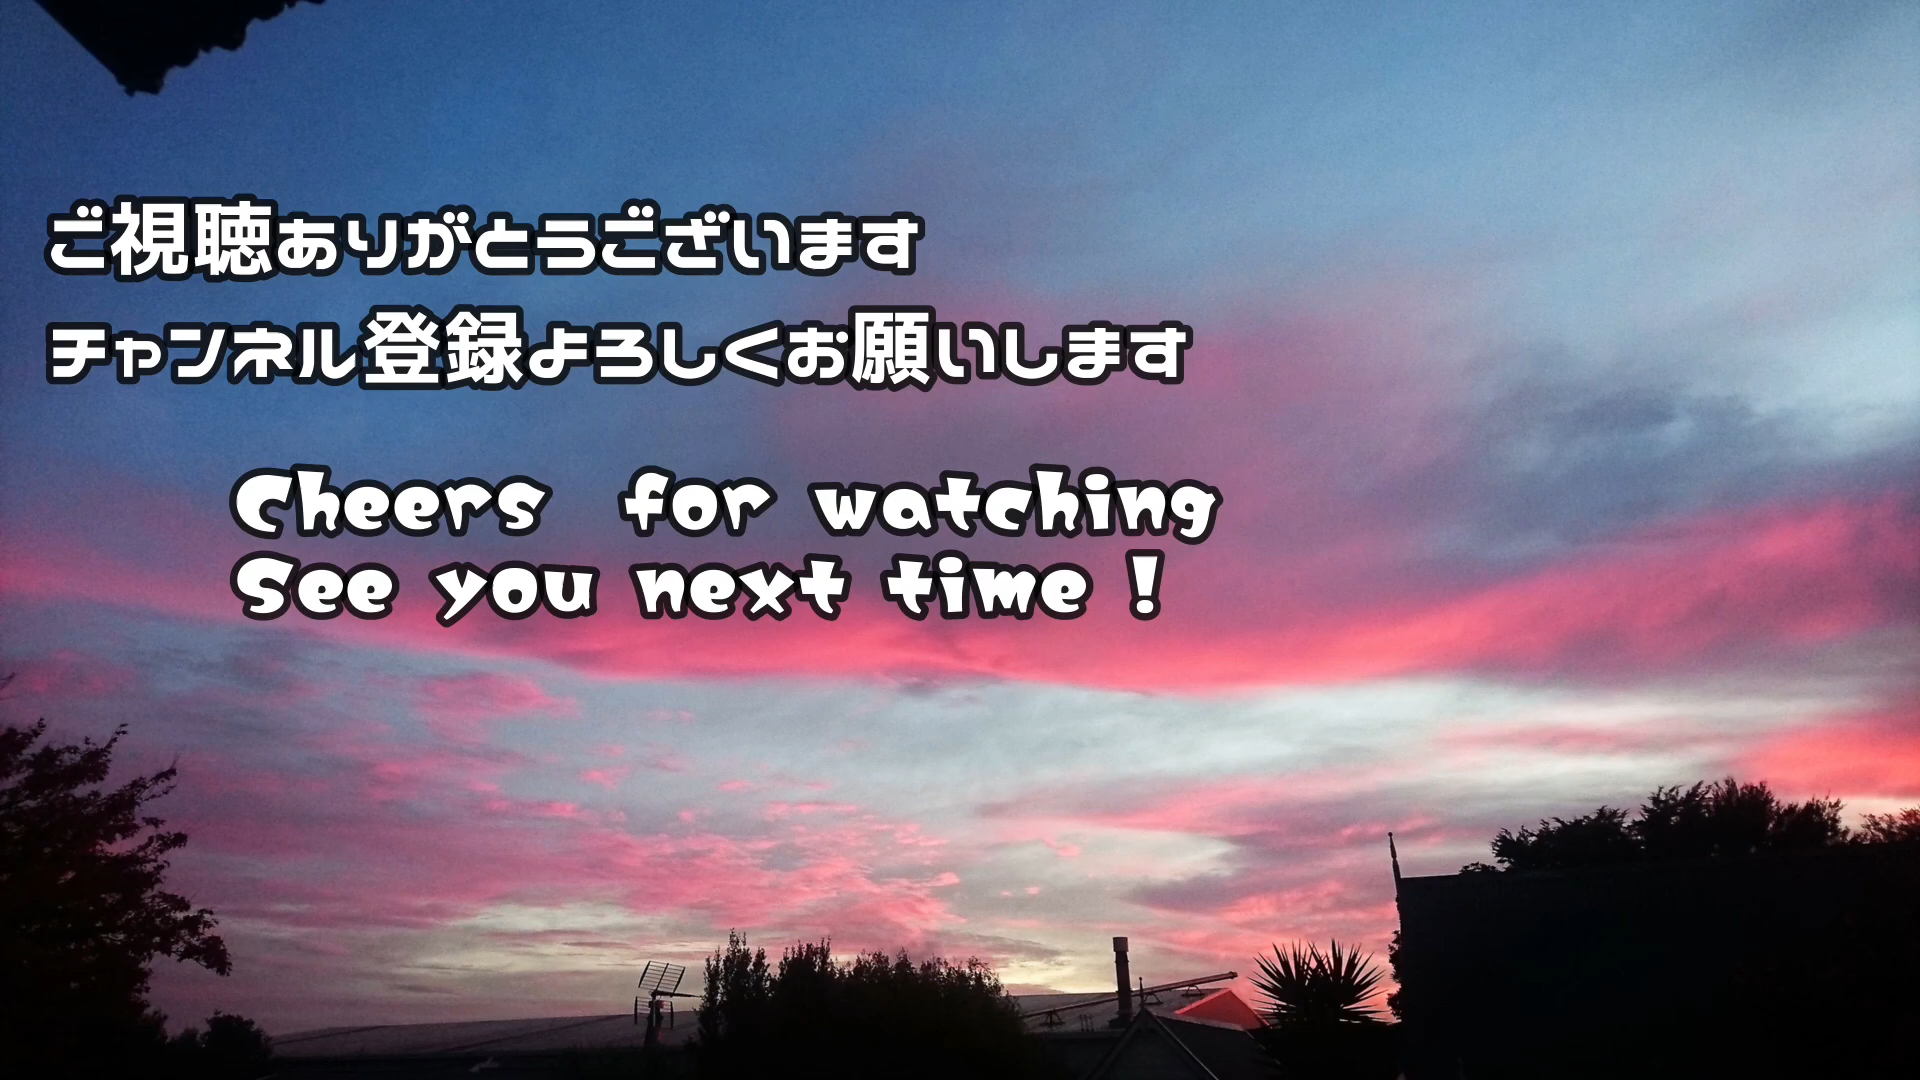 ご視聴ありがとうございます
チャンネル登録よろしくお願いします
Cheers for watching
See you next time !